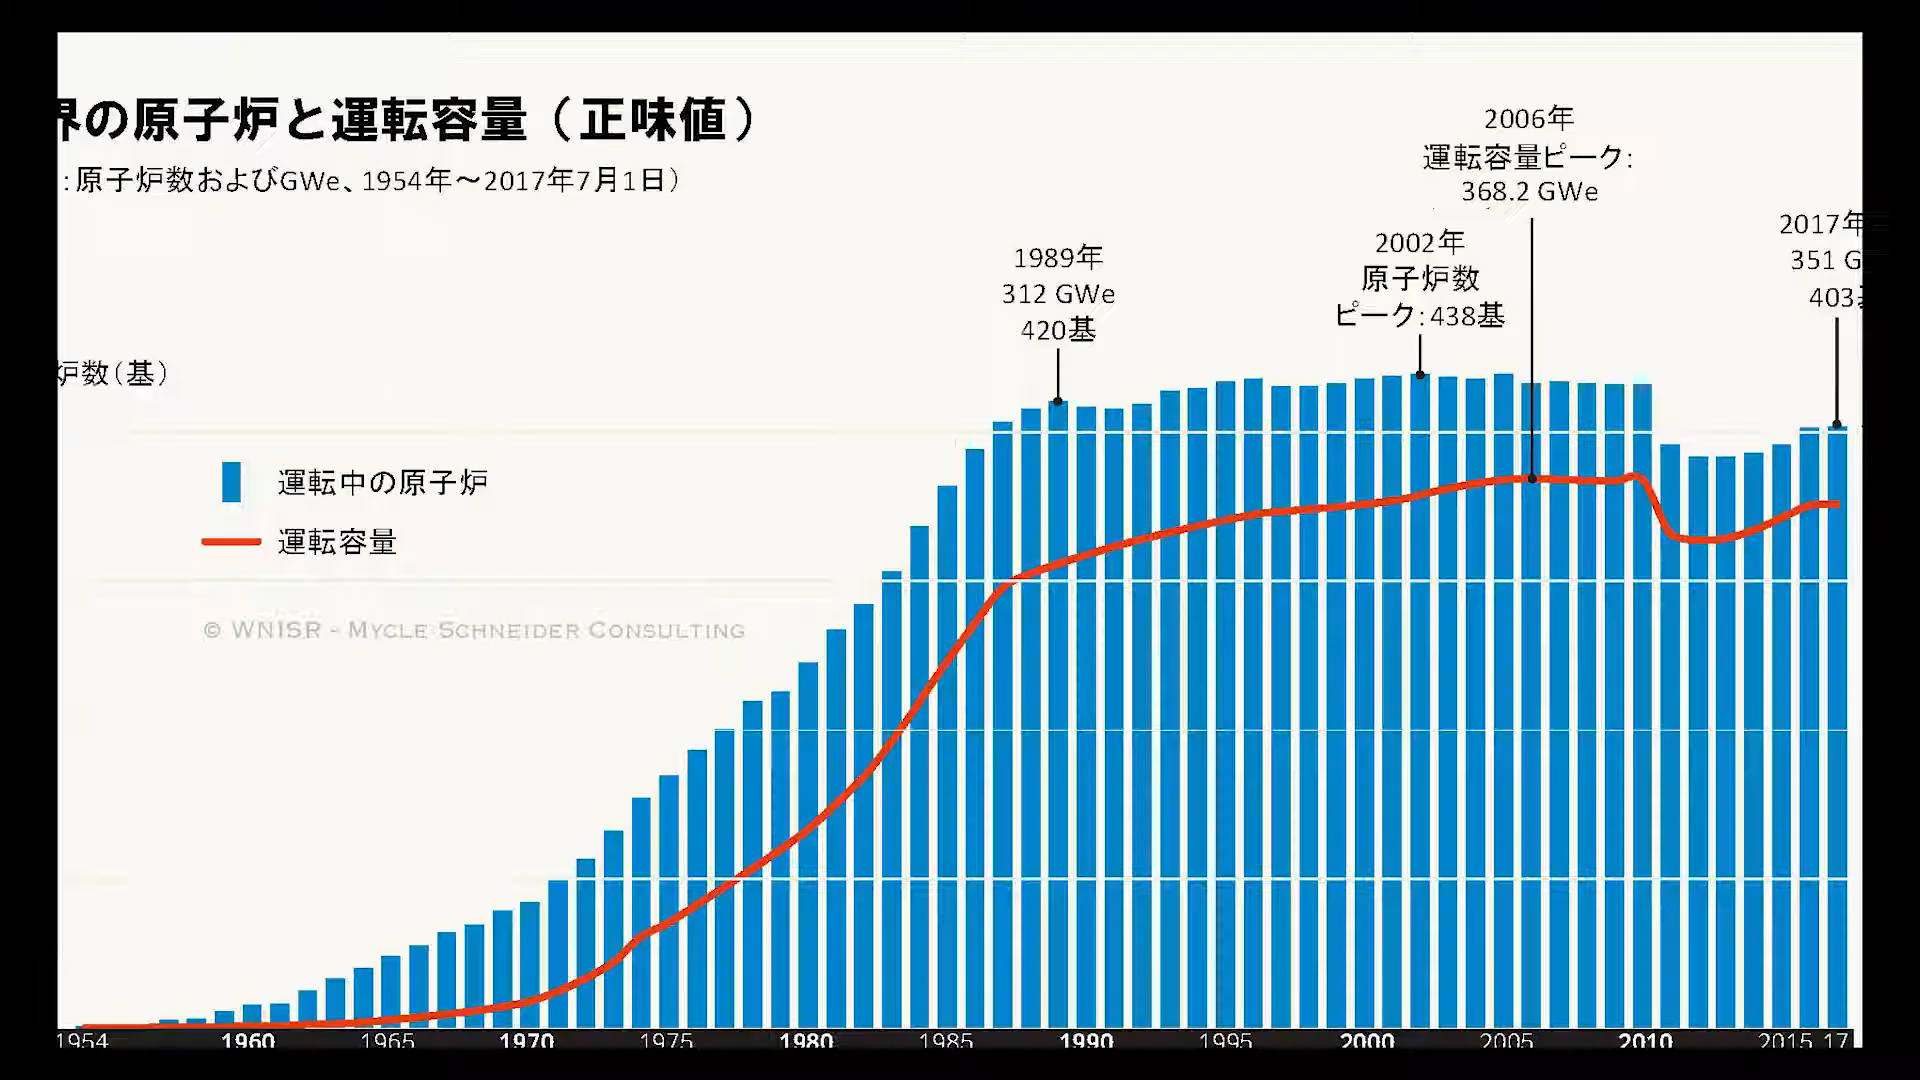 界の原子炉と運転容量（正味値）
：原子炉数およびGWe、1954年～2017年7月1日）
2006年
運転容量ピーク：
368.2 GWe
2002年
原子炉数
ピーク：438基
1989年
312 GWe
420基
2017年
351 G
403
炉数（基）
運転中の原子炉
運転容量
© WNISR - MYCLE SCHNEIDER CONSULTING
1954 1960 1965 1970 1975 1980 1985 1990 1995 2000 2005 2010 2015 17